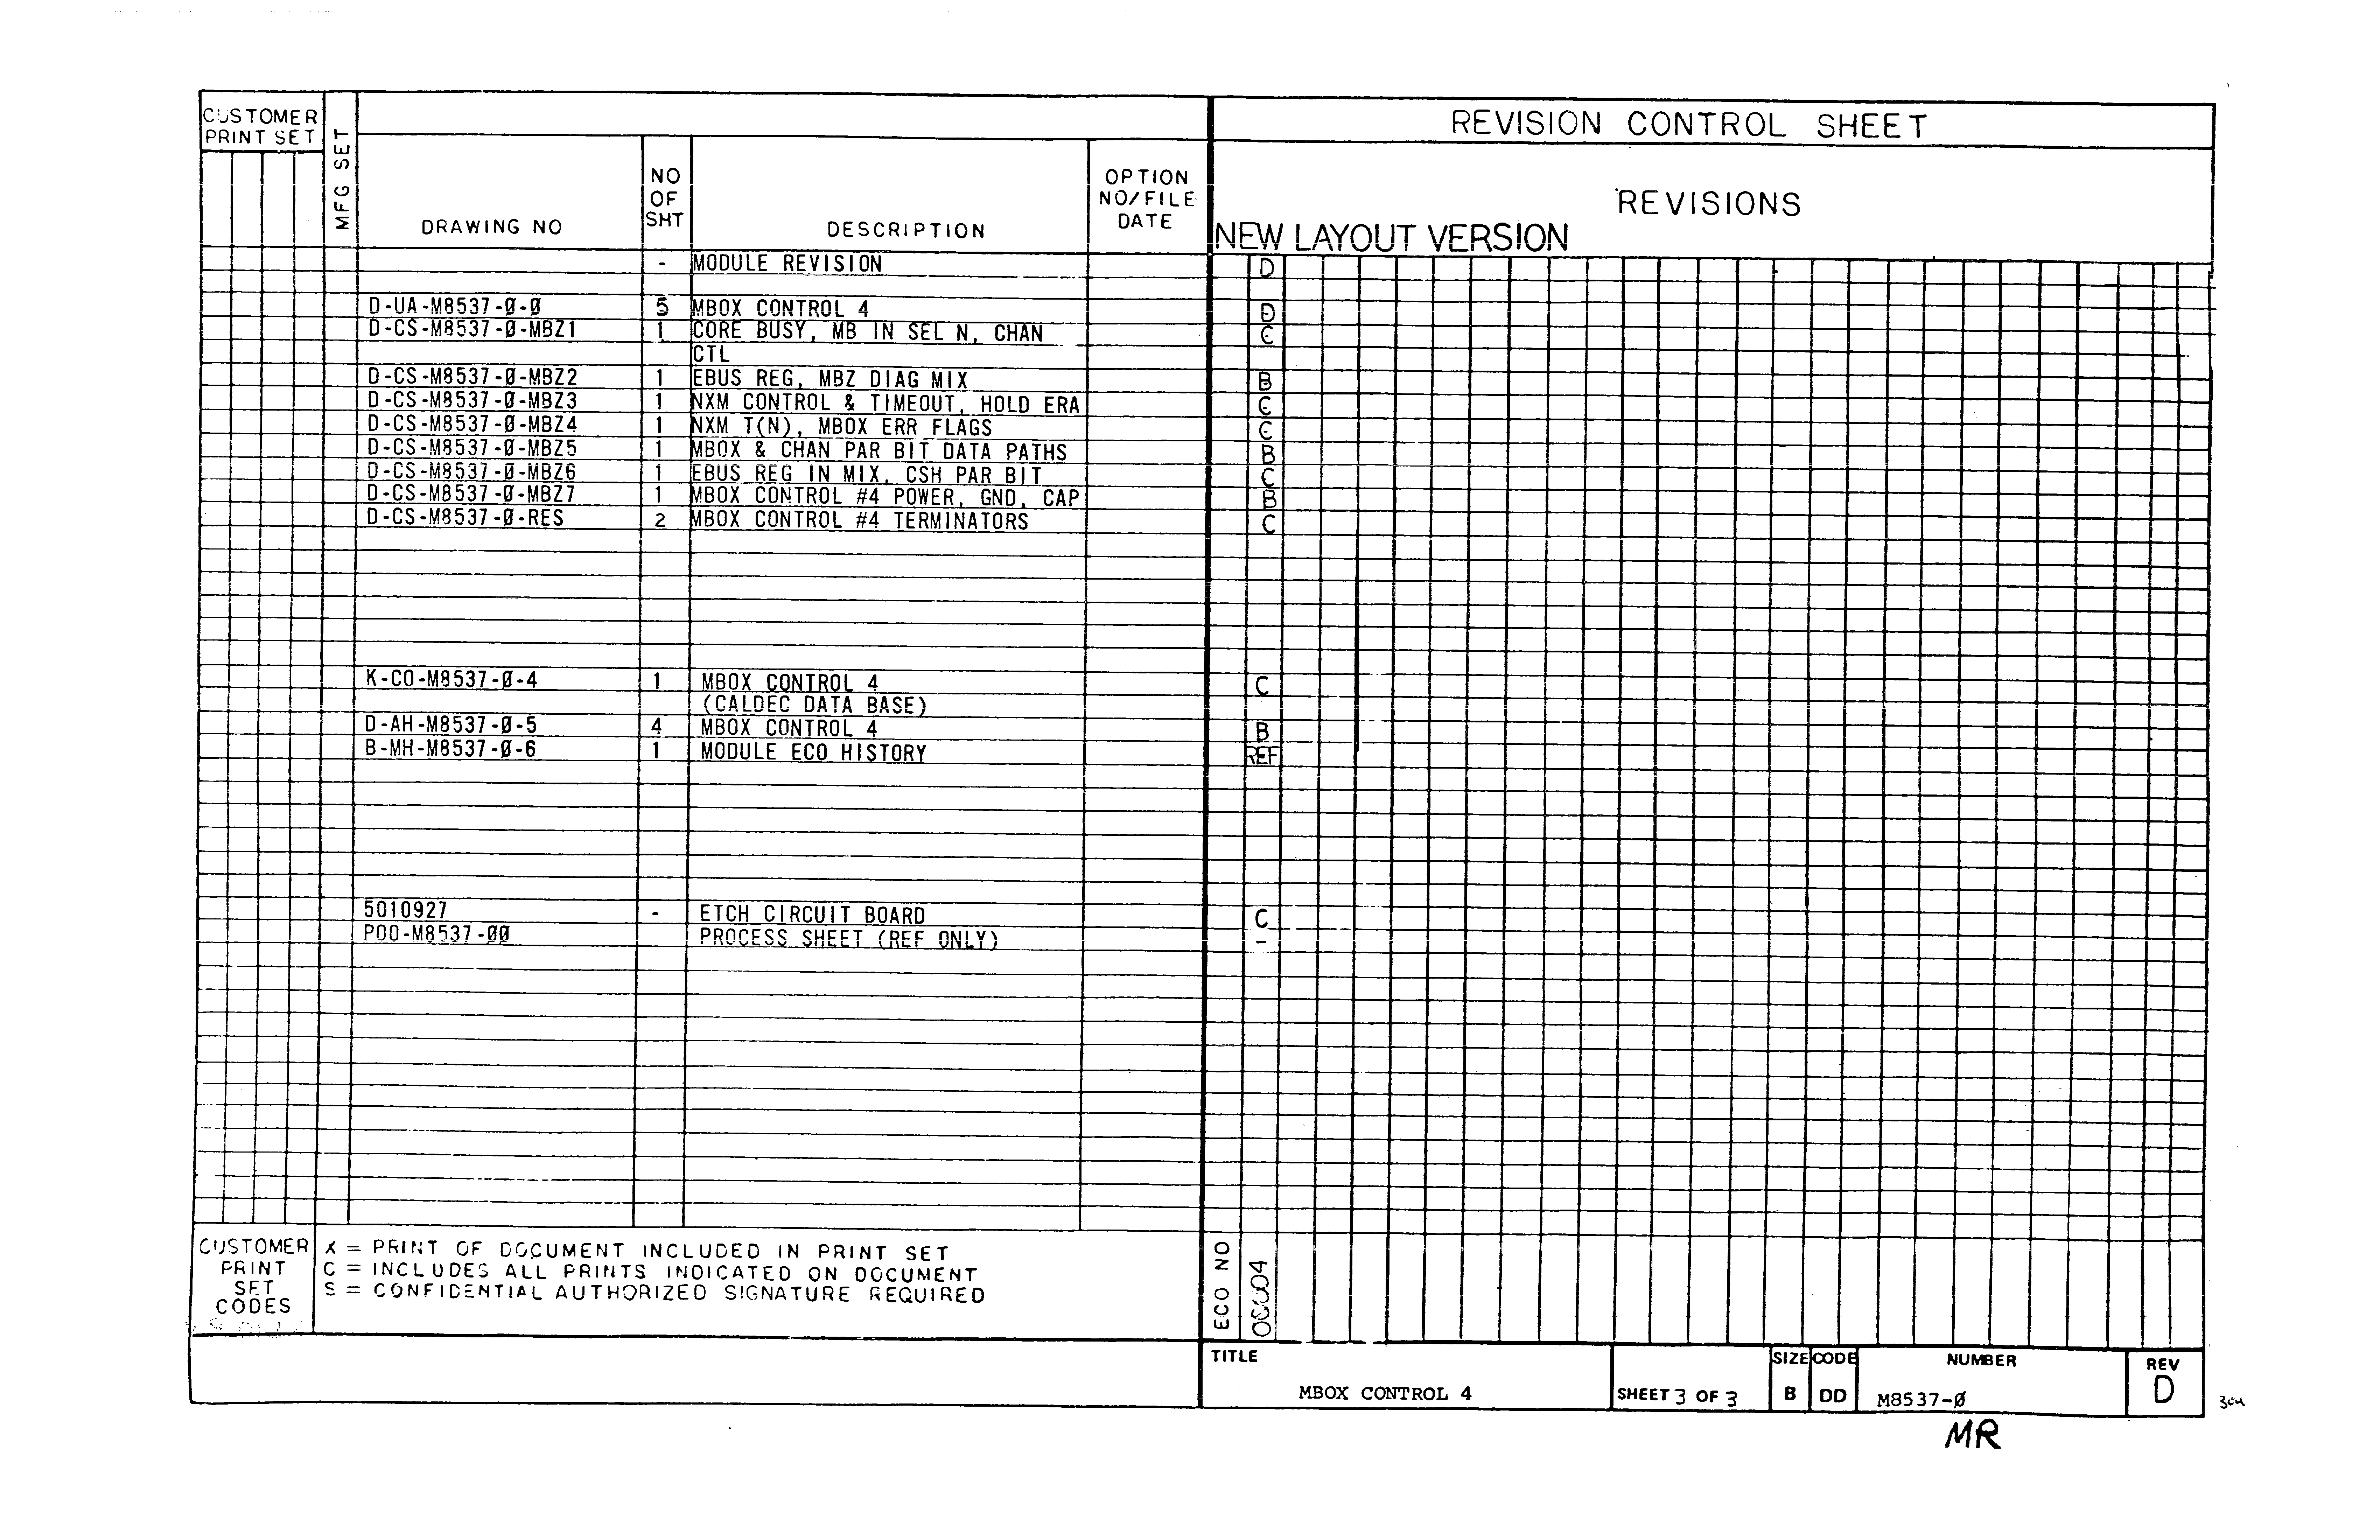 CUSTOMER
PRINT SET
MFG SET
DRAWING NO
NO
OF
SHT
DESCRIPTION
OPTION
NO/FILE
DATE
REVISION CONTROL SHEET
REVISIONS
NEW LAYOUT VERSION
- MODULE REVISION D
D-UA-M8537-Ø-Ø 5 MBOX CONTROL 4 D
D-CS-M8537-Ø-MBZ1 1 CORE BUSY, MB IN SEL N, CHAN C
CTL
D-CS-M8537-Ø-MBZ2 1 EBUS REG, MBZ DIAG MIX B
D-CS-M8537-Ø-MBZ3 1 NXM CONTROL & TIMEOUT, HOLD ERA C
D-CS-M8537-Ø-MBZ4 1 NXM T(N), MBOX ERR FLAGS C
D-CS-M8537-Ø-MBZ5 1 MBOX & CHAN PAR BIT DATA PATHS B
D-CS-M8537-Ø-MBZ6 1 EBUS REG IN MIX, CSH PAR BIT C
D-CS-M8537-Ø-MBZ7 1 MBOX CONTROL #4 POWER, GND, CAP B
D-CS-M8537-Ø-RES 2 MBOX CONTROL #4 TERMINATORS C
K-CO-M8537-Ø-4 1 MBOX CONTROL 4 C
(CALDEC DATA BASE)
D-AH-M8537-Ø-5 4 MBOX CONTROL 4 B
B-MH-M8537-Ø-6 1 MODULE ECO HISTORY REF
5010927 - ETCH CIRCUIT BOARD C
P00-M8537-ØØ PROCESS SHEET (REF ONLY) -
CUSTOMER
PRINT
SET
CODES
X = PRINT OF DOCUMENT INCLUDED IN PRINT SET
C = INCLUDES ALL PRINTS INDICATED ON DOCUMENT
S = CONFIDENTIAL AUTHORIZED SIGNATURE REQUIRED
ECO NO
TITLE
MBOX CONTROL 4
SHEET 3 OF 3
SIZE
B
CODE
DD
NUMBER
M8537-Ø
REV
D
MR